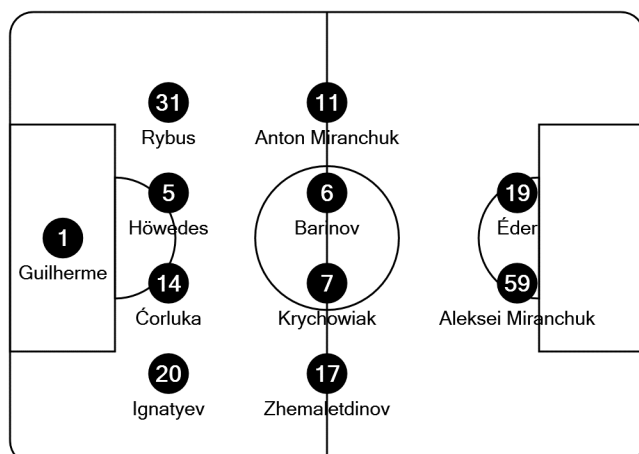 31
Rybus
11
Anton Miranchuk
5
Höwedes
6
Barinov
19
Éder
1
Guilherme
14
Ćorluka
7
Krychowiak
59
Aleksei Miranchuk
20
Ignatyev
17
Zhemaletdinov